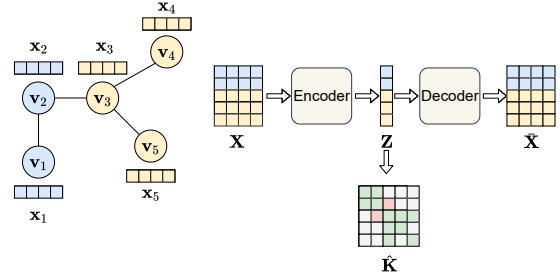 x₄
x₂
x₃
v₄
v₂
v₃
v₁
v₅
x₅
x₁
Encoder
Decoder
X
Z
X̄
K̂